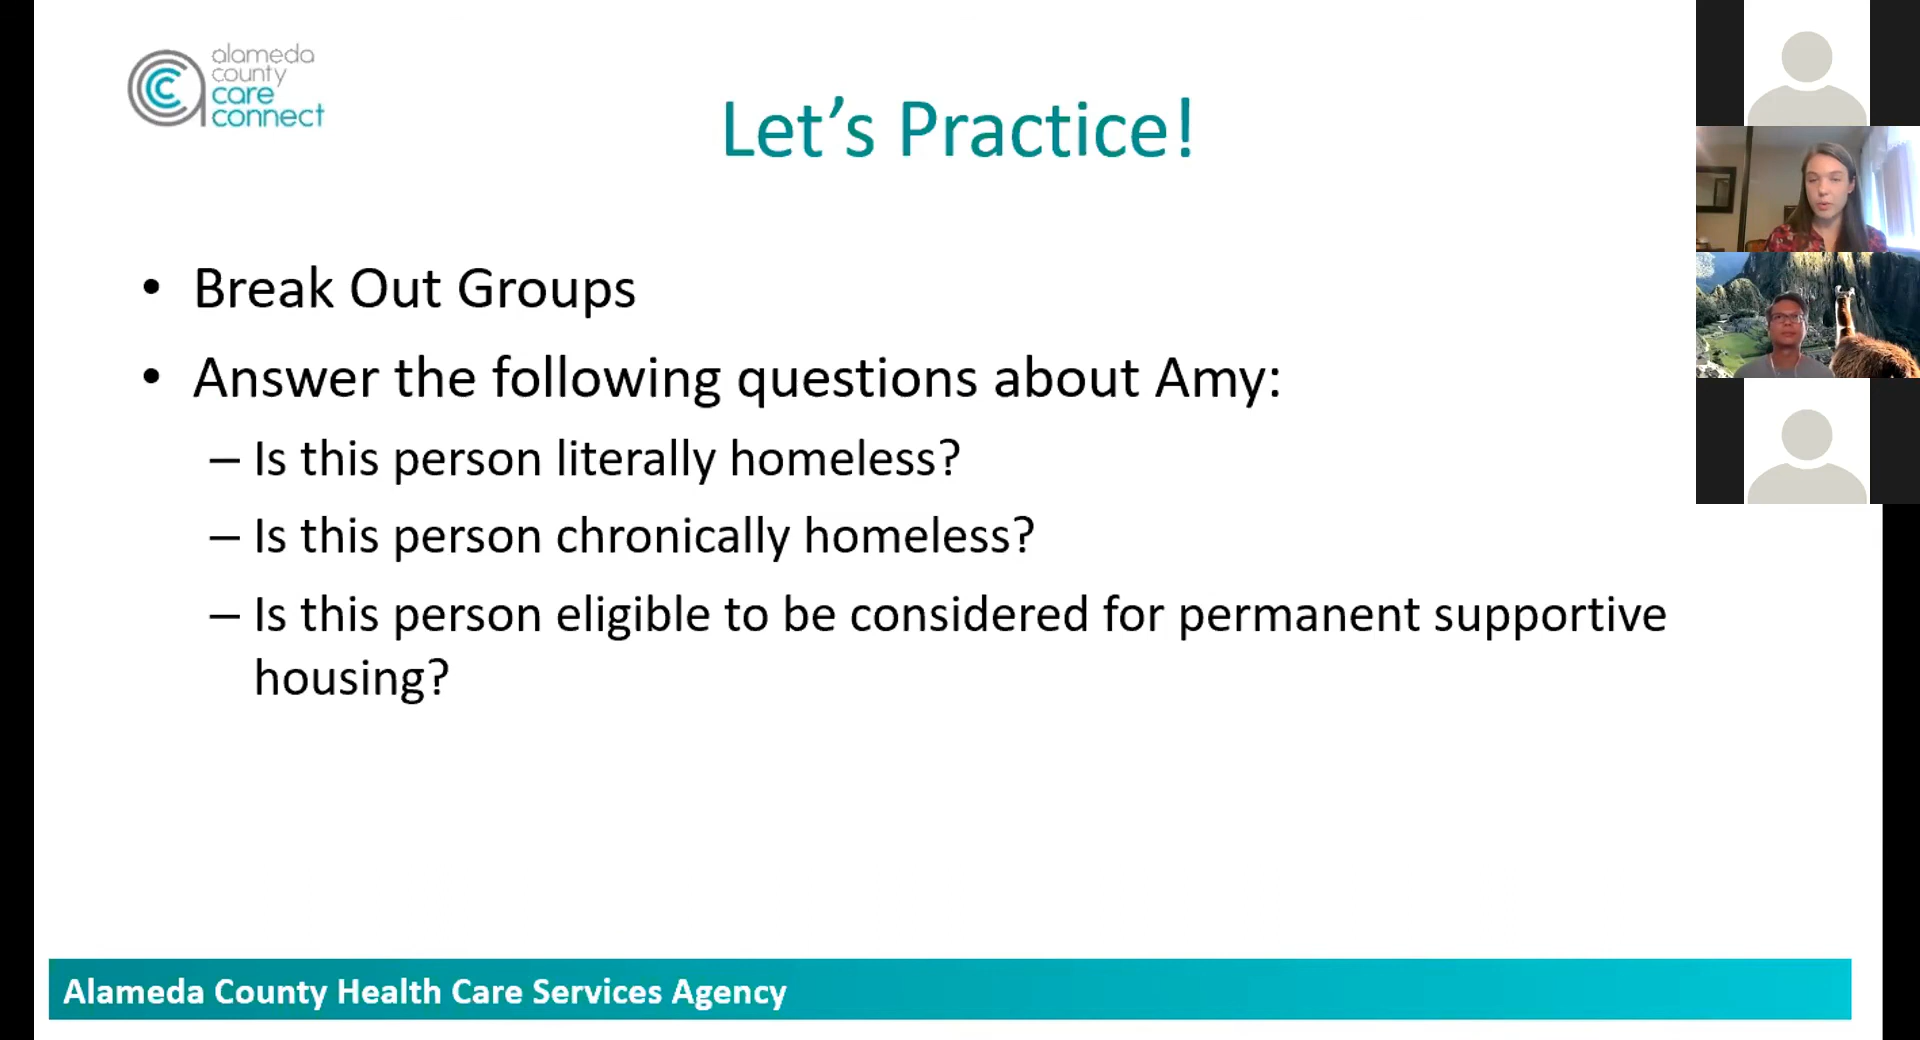 alameda
county
care
connect
Let’s Practice!
• Break Out Groups
• Answer the following questions about Amy:
– Is this person literally homeless?
– Is this person chronically homeless?
– Is this person eligible to be considered for permanent supportive
housing?
Alameda County Health Care Services Agency